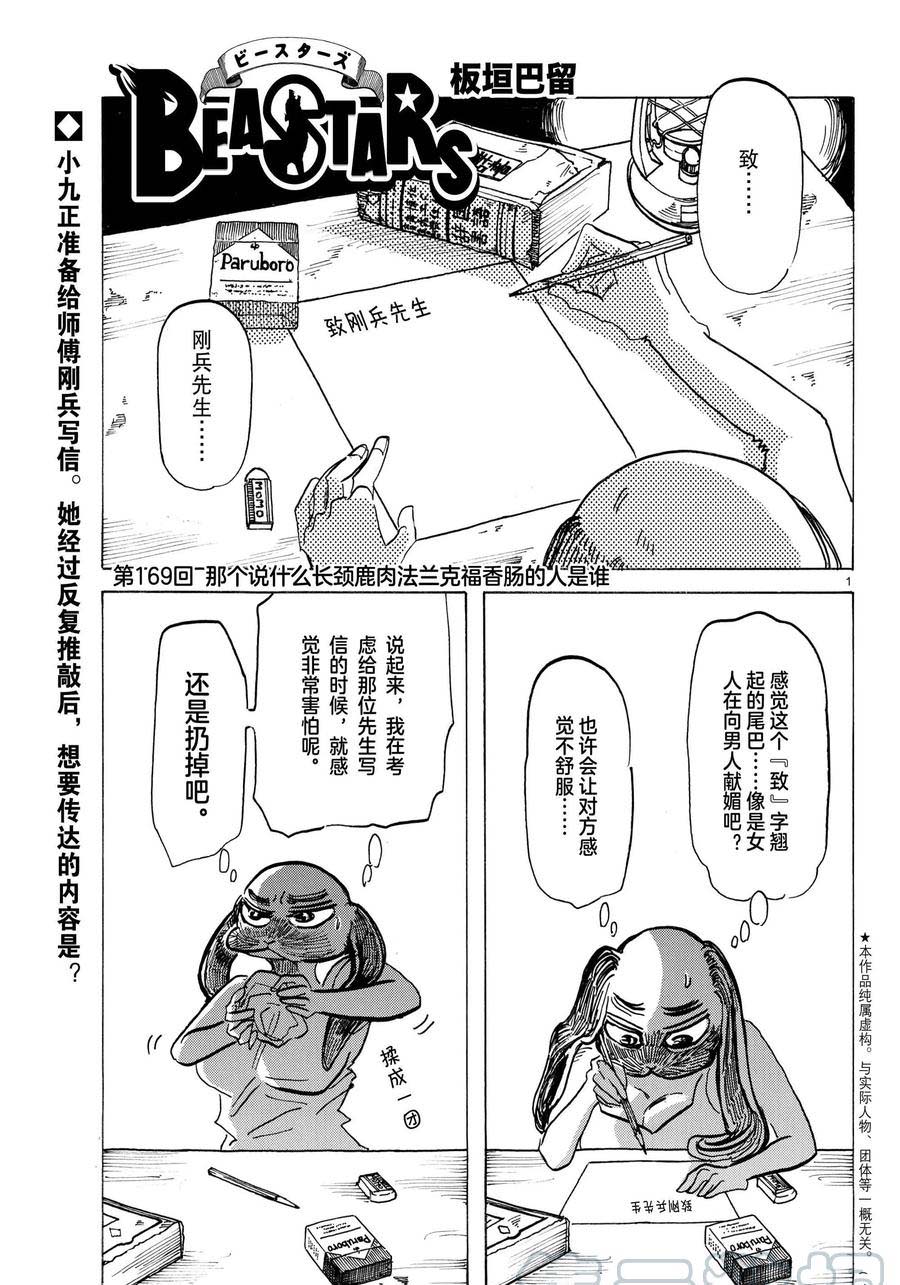 ビースターズ
BEASTARS
板垣巴留
◆小九正准备给师傅刚兵写信。她经过反复推敲后，想要传达的内容是？
致……
Paruboro
致刚兵先生
刚兵先生……
MOMO
第169回 那个说什么长颈鹿肉法兰克福香肠的人是谁
1
感觉这个『致』字翘
起的尾巴……像是女
人在向男人献媚吧？
也许会让对方感
觉不舒服……
致刚兵先生
Paruboro
说起来，我在考
虑给那位先生写
信的时候，就感
觉非常害怕呢。
还是扔掉吧。
揉成一团
Paruboro
★本作品纯属虚构。与实际人物、团体等一概无关。